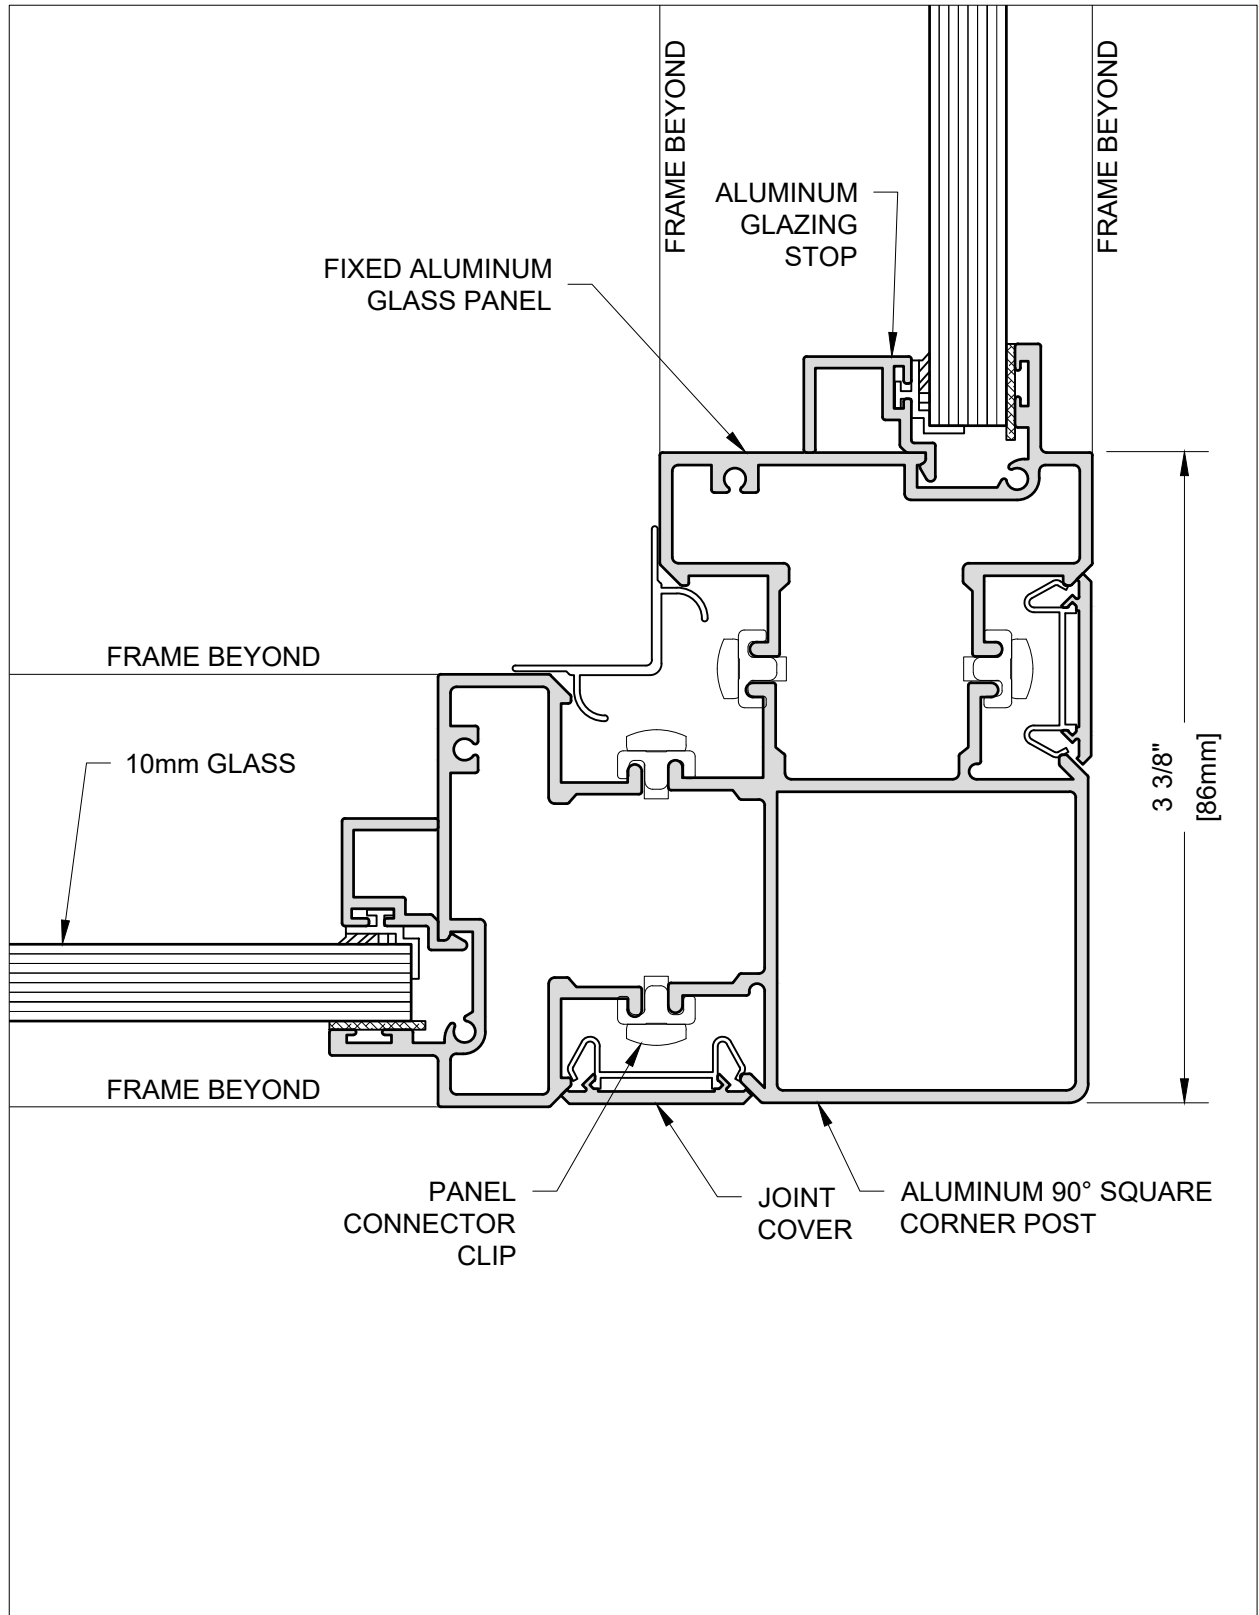 FRAME BEYOND
FRAME BEYOND
ALUMINUM
GLAZING
STOP
FIXED ALUMINUM
GLASS PANEL
FRAME BEYOND
10mm GLASS
3 3/8"
[86mm]
FRAME BEYOND
PANEL
CONNECTOR
CLIP
JOINT
COVER
ALUMINUM 90° SQUARE
CORNER POST